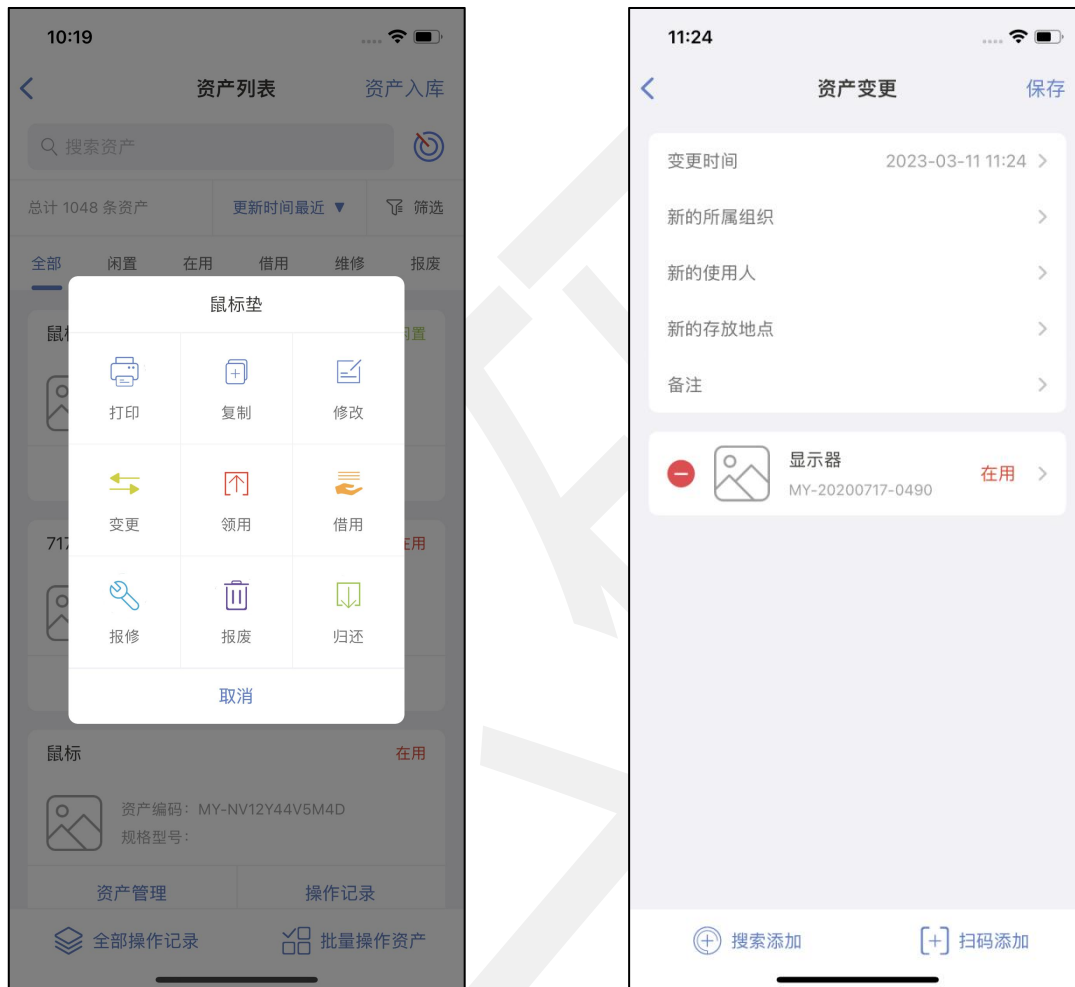 10:19
资产列表
资产入库
搜索资产
总计 1048 条资产
更新时间最近 ▼
筛选
全部 闲置 在用 借用 维修 报废
鼠标垫
打印 复制 修改
变更 领用 借用
717
在用
报修 报废 归还
取消
鼠标
在用
资产编码：MY-NV12Y44V5M4D
规格型号：
资产管理
操作记录
全部操作记录
批量操作资产
11:24
资产变更
保存
变更时间
2023-03-11 11:24
新的所属组织
新的使用人
新的存放地点
备注
显示器
MY-20200717-0490
在用
搜索添加
扫码添加